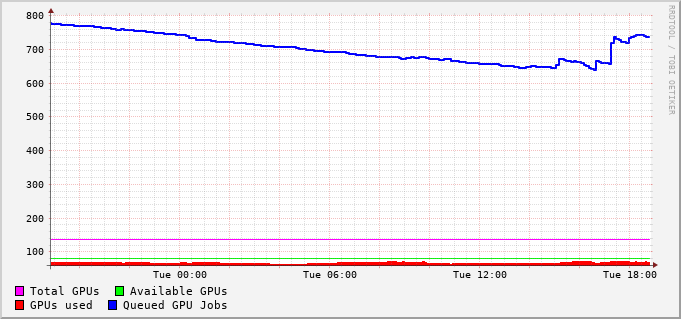 800
700
600
500
400
300
200
100
Tue 00:00 Tue 06:00 Tue 12:00 Tue 18:00
Total GPUs Available GPUs
GPUs used Queued GPU Jobs
RRDTOOL / TOBI OETIKER